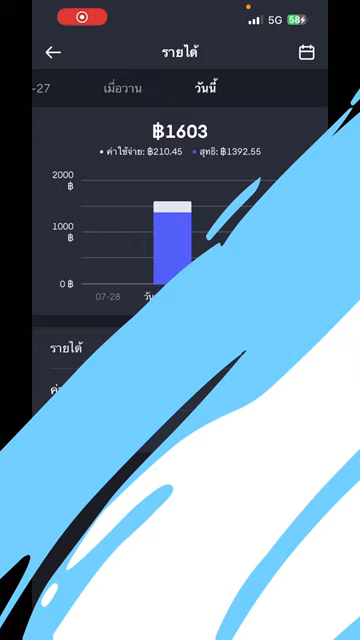 5G 58
รายได้
-27 เมื่อวาน วันนี้
฿1603
• ค่าใช้จ่าย: ฿210.45 • สุทธิ: ฿1392.55
2000
฿
1000
฿
0 ฿
07-28
รายได้